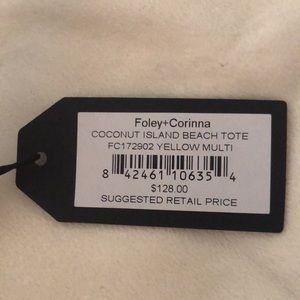 Foley+Corinna
COCONUT ISLAND BEACH TOTE
FC172902 YELLOW MULTI
8 42461 10635 4
$128.00
SUGGESTED RETAIL PRICE